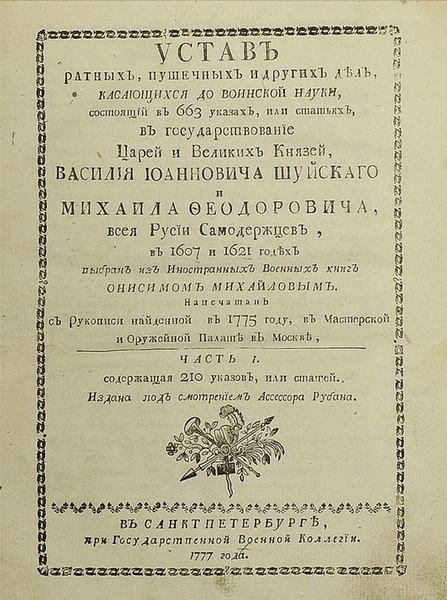 УСТАВЪ
РАТНЫХЪ, ПУШЕЧНЫХЪ И ДРУГИХЪ ДѢЛЪ,
КАСАЮЩИХСЯ ДО ВОИНСКОЙ НАУКИ,
состоящій въ 663 указахъ, или статьяхъ,
въ государствованіе
Царей и Великихъ Князей,
ВАСИЛІЯ ІОАННОВИЧА ШУЙСКАГО
И
МИХАИЛА ѲЕОДОРОВИЧА,
всея Русіи Самодержцевъ,
въ 1607 и 1621 годѣхъ
выбранъ изъ Иностранныхъ Военныхъ книгъ
ОНИСИМОМЪ МИХАЙЛОВЫМЪ.
Напечатанъ
съ Рукописи найденной въ 1775 году, въ Мастерской
и Оружейной Палатѣ въ Москвѣ,
ЧАСТЬ I.
содержащая 210 указовъ, или статей.
Издана подъ смотреніемъ Ассессора Рубана.
ВЪ САНКТПЕТЕРБУРГѢ,
при Государственной Военной Коллегіи.
1777 года.